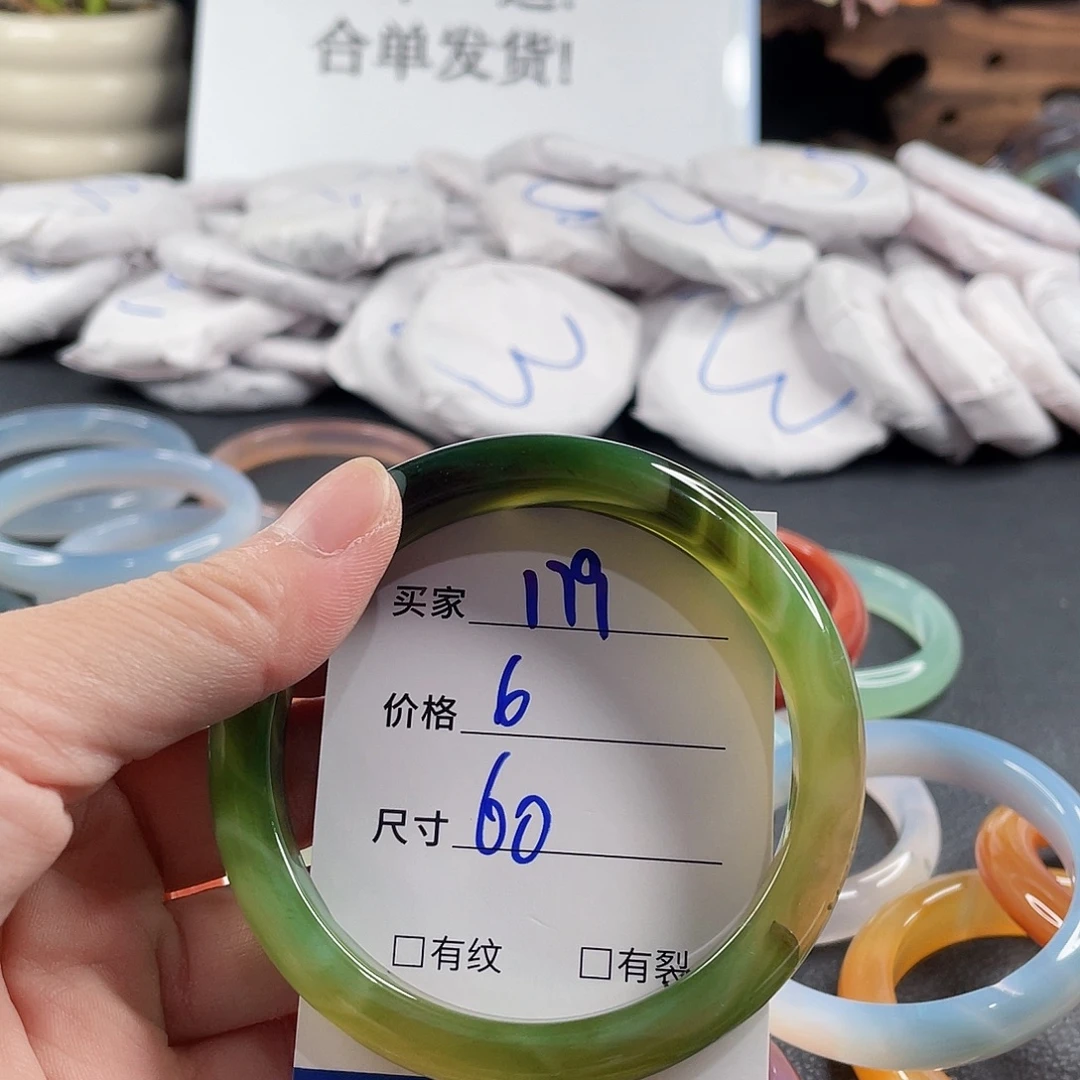 合单发货!
买家 179
价格 6
尺寸 60
□有纹 □有裂